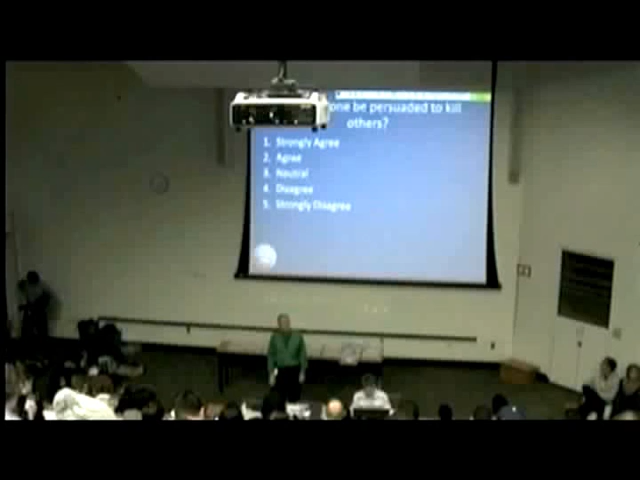 one be persuaded to kill
others?
1. Strongly Agree
2. Agree
3. Neutral
4. Disagree
5. Strongly Disagree